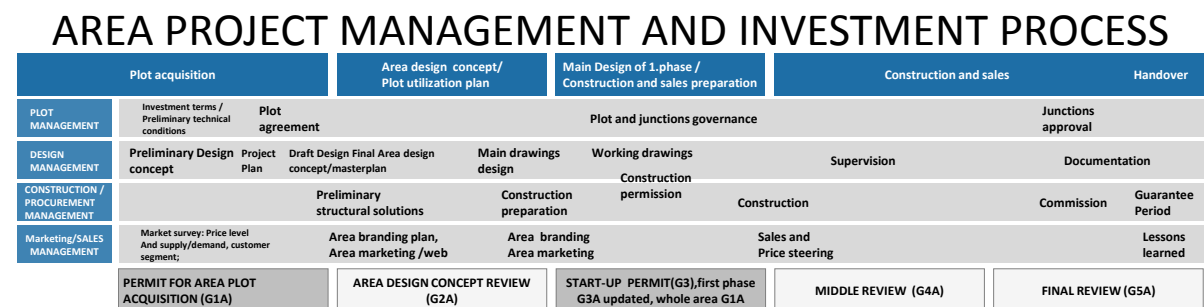 AREA PROJECT MANAGEMENT AND INVESTMENT PROCESS
Plot acquisition
Area design concept/
Plot utilization plan
Main Design of 1.phase /
Construction and sales preparation
Construction and sales
Handover
PLOT
MANAGEMENT
Investment terms /
Preliminary technical
conditions
Plot
agreement
Plot and junctions governance
Junctions
approval
DESIGN
MANAGEMENT
Preliminary Design
concept
Project
Plan
Draft Design Final Area design
concept/masterplan
Main drawings
design
Working drawings
Construction
permission
Supervision
Documentation
CONSTRUCTION /
PROCUREMENT
MANAGEMENT
Preliminary
structural solutions
Construction
preparation
Construction
Commission
Guarantee
Period
Marketing/SALES
MANAGEMENT
Market survey: Price level
And supply/demand, customer
segment;
Area branding plan,
Area marketing /web
Area branding
Area marketing
Sales and
Price steering
Lessons
learned
PERMIT FOR AREA PLOT
ACQUISITION (G1A)
AREA DESIGN CONCEPT REVIEW
(G2A)
START-UP PERMIT(G3),first phase
G3A updated, whole area G1A
MIDDLE REVIEW (G4A)
FINAL REVIEW (G5A)